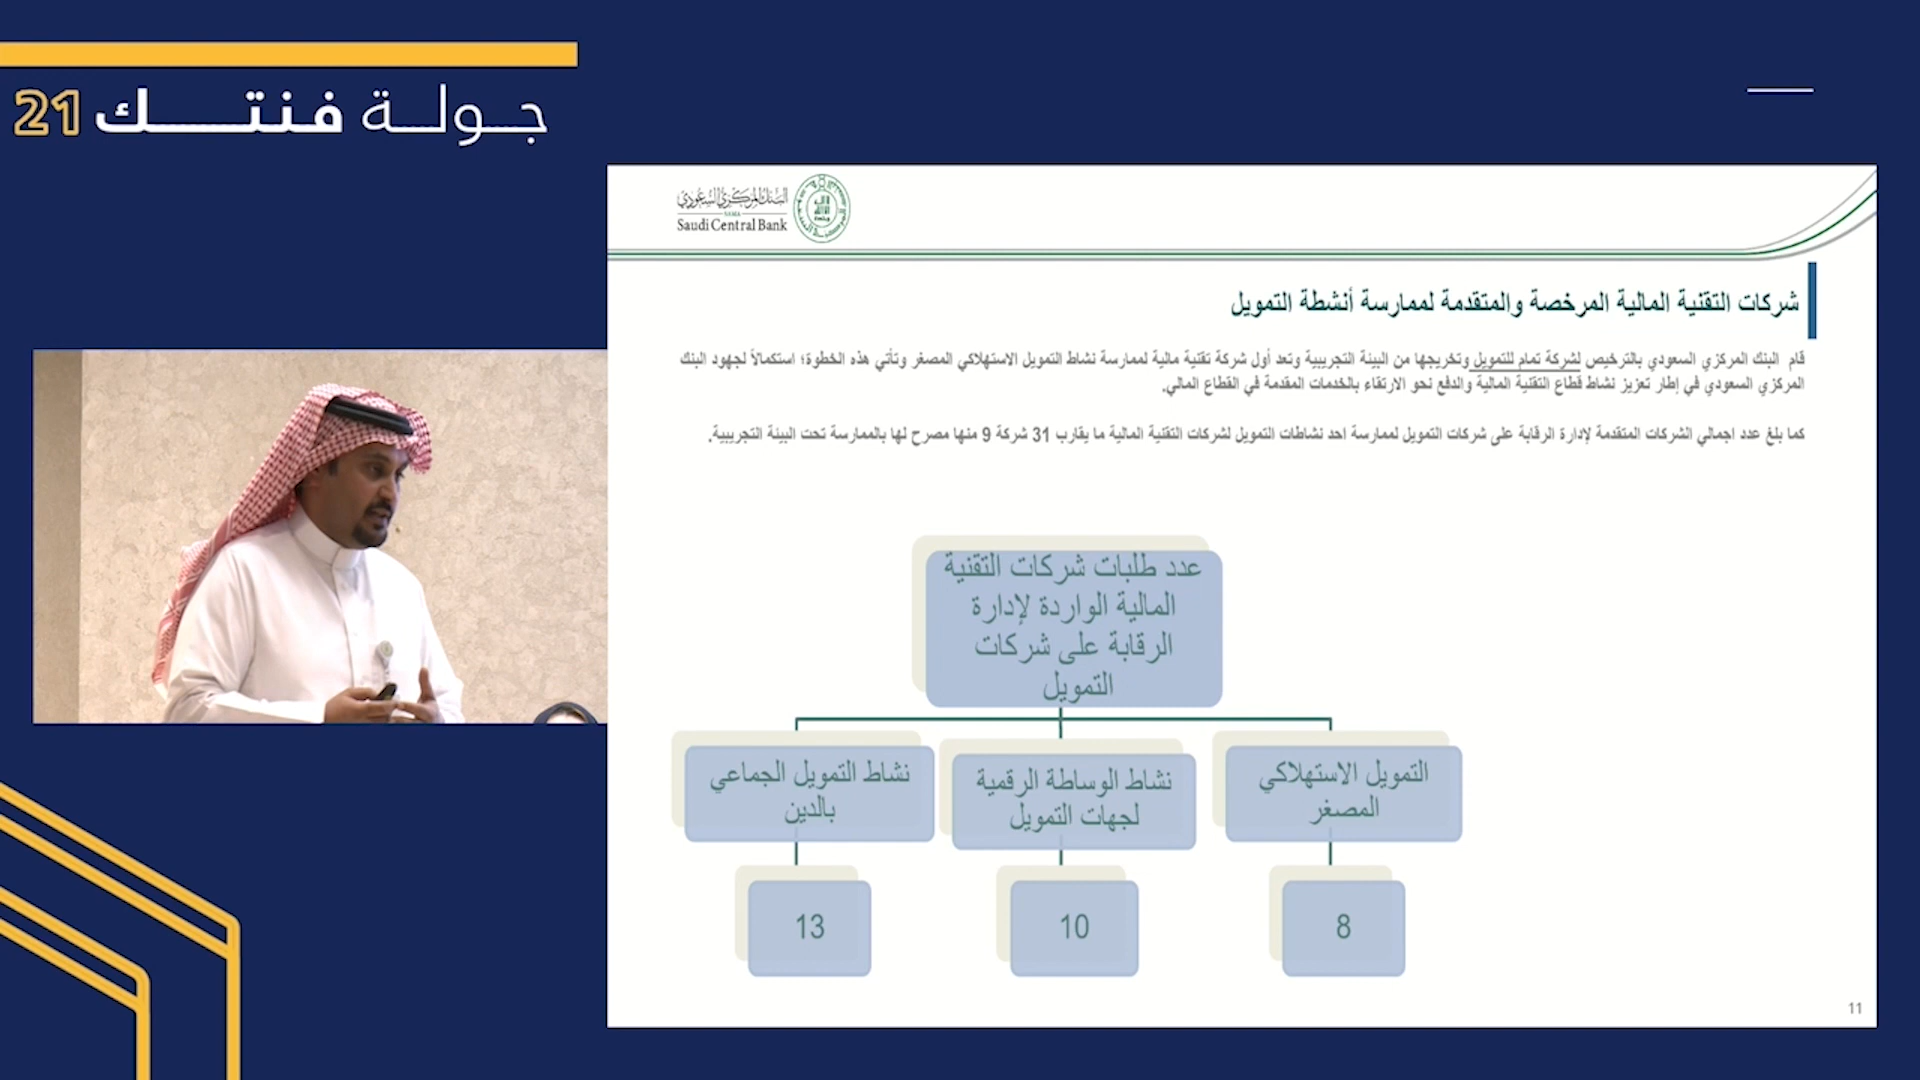 جولة فنتك 21
البنك المركزي السعودي
SAMA
Saudi Central Bank
شركات التقنية المالية المرخصة والمتقدمة لممارسة أنشطة التمويل
قام البنك المركزي السعودي بالترخيص لشركة تمام للتمويل وتخريجها من البيئة التجريبية وتعد أول شركة تقنية مالية لممارسة نشاط التمويل الاستهلاكي المصغر وتأتي هذه الخطوة؛ استكمالاً لجهود البنك
المركزي السعودي في إطار تعزيز نشاط قطاع التقنية المالية والدفع نحو الارتقاء بالخدمات المقدمة في القطاع المالي.
كما بلغ عدد اجمالي الشركات المتقدمة لإدارة الرقابة على شركات التمويل لممارسة احد نشاطات التمويل لشركات التقنية المالية ما يقارب 31 شركة 9 منها مصرح لها بالممارسة تحت البيئة التجريبية.
عدد طلبات شركات التقنية
المالية الواردة لإدارة
الرقابة على شركات
التمويل
التمويل الاستهلاكي
المصغر
نشاط الوساطة الرقمية
لجهات التمويل
نشاط التمويل الجماعي
بالدين
8
10
13
11